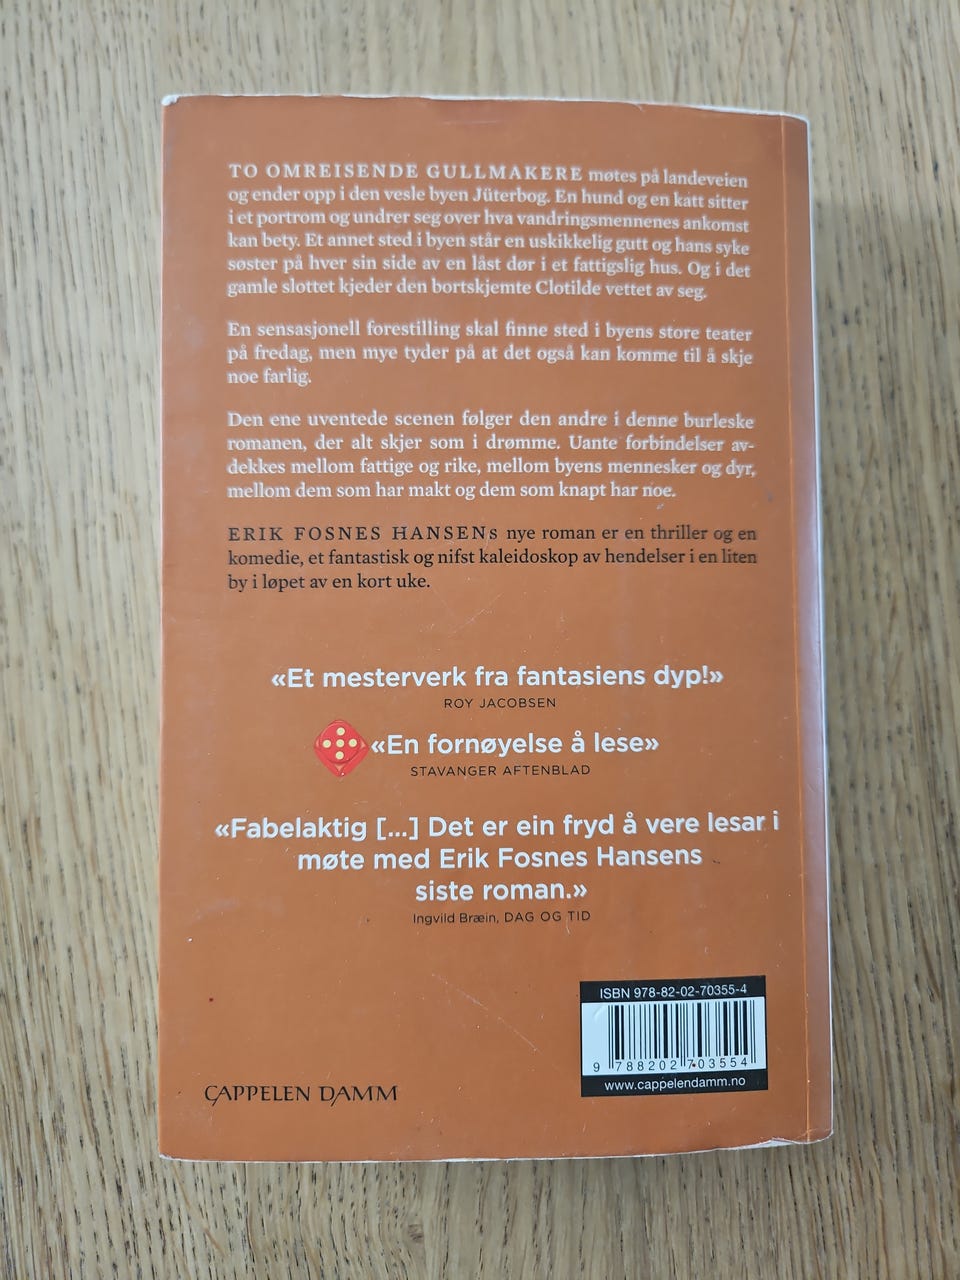 TO OMREISENDE GULLMAKERE møtes på landeveien
og ender opp i den vesle byen Jüterbog. En hund og en katt sitter
i et portrom og undrer seg over hva vandringsmennenes ankomst
kan bety. Et annet sted i byen står en uskikkelig gutt og hans syke
søster på hver sin side av en låst dør i et fattigslig hus. Og i det
gamle slottet kjeder den bortskjemte Clotilde vettet av seg.
En sensasjonell forestilling skal finne sted i byens store teater
på fredag, men mye tyder på at det også kan komme til å skje
noe farlig.
Den ene uventede scenen følger den andre i denne burleske
romanen, der alt skjer som i drømme. Uante forbindelser av-
dekkes mellom fattige og rike, mellom byens mennesker og dyr,
mellom dem som har makt og dem som knapt har noe.
ERIK FOSNES HANSENs nye roman er en thriller og en
komedie, et fantastisk og nifst kaleidoskop av hendelser i en liten
by i løpet av en kort uke.
«Et mesterverk fra fantasiens dyp!»
ROY JACOBSEN
«En fornøyelse å lese»
STAVANGER AFTENBLAD
«Fabelaktig [...] Det er ein fryd å vere lesar i
møte med Erik Fosnes Hansens
siste roman.»
Ingvild Bræin, DAG OG TID
ISBN 978-82-02-70355-4
9 788202 703554
www.cappelendamm.no
CAPPELEN DAMM